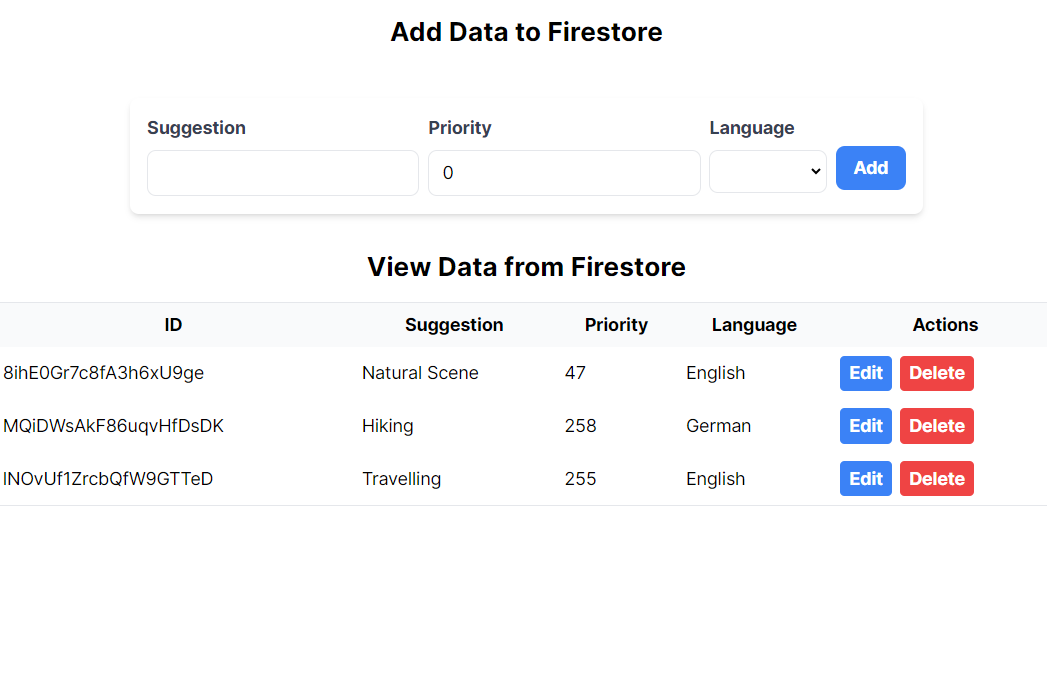 Add Data to Firestore
Suggestion Priority Language
0 Add
View Data from Firestore
ID Suggestion Priority Language Actions
8ihE0Gr7c8fA3h6xU9ge Natural Scene 47 English Edit Delete
MQiDWsAkF86uqvHfDsDK Hiking 258 German Edit Delete
lNOvUf1ZrcbQfW9GTTeD Travelling 255 English Edit Delete